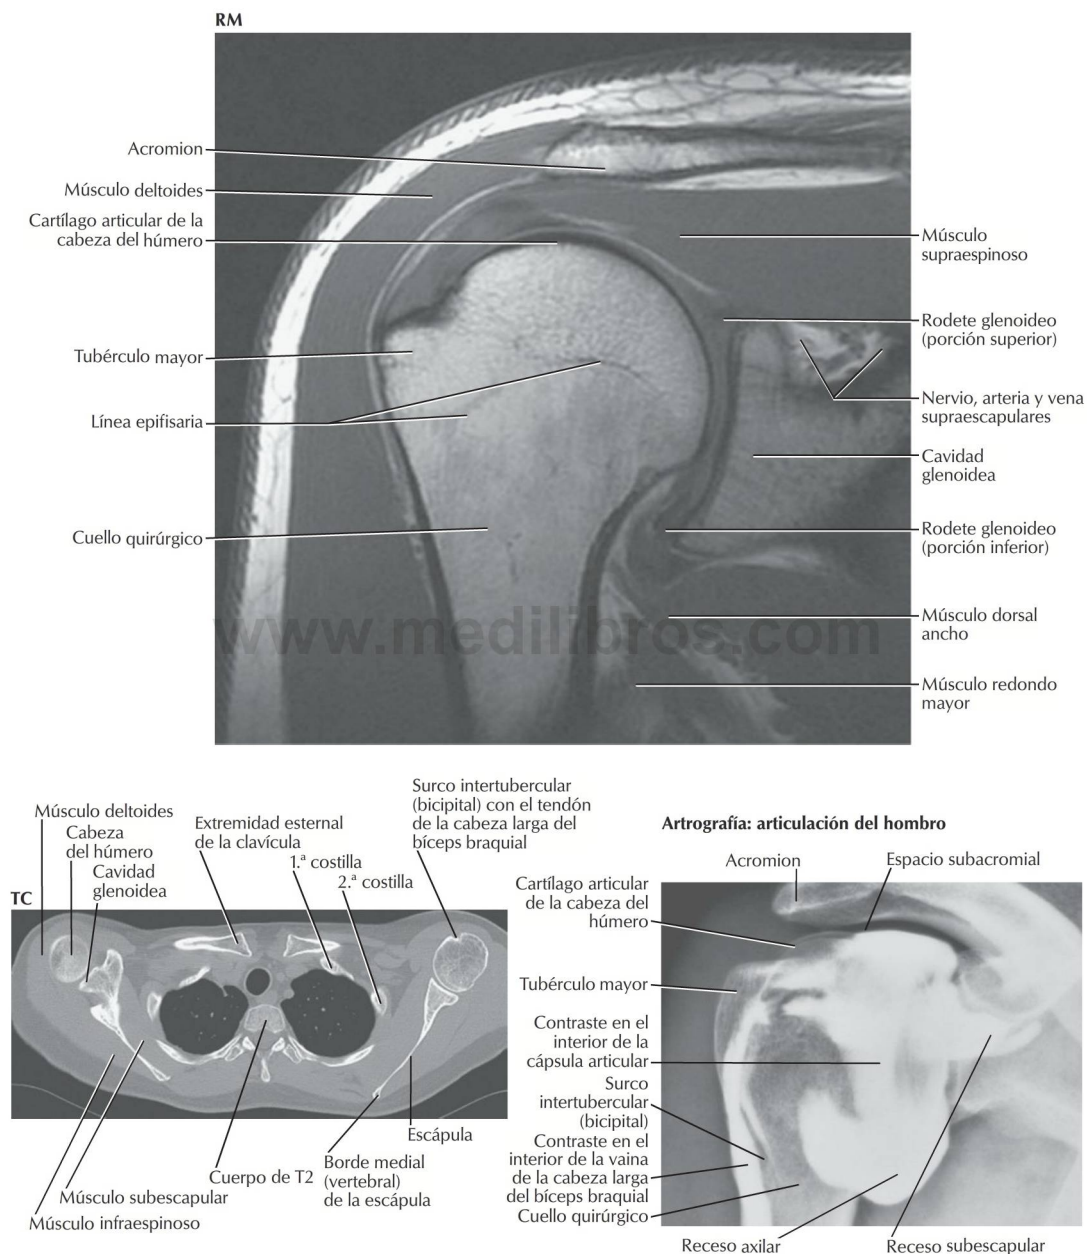 RM
Acromion
Músculo deltoides
Cartílago articular de la
cabeza del húmero
Tubérculo mayor
Línea epifisaria
Cuello quirúrgico
Músculo
supraespinoso
Rodete glenoideo
(porción superior)
Nervio, arteria y vena
supraescapulares
Cavidad
glenoidea
Rodete glenoideo
(porción inferior)
Músculo dorsal
ancho
Músculo redondo
mayor
www.medilibros.com
TC
Músculo deltoides
Cabeza
del húmero
Cavidad
glenoidea
Extremidad esternal
de la clavícula
1.ª costilla
2.ª costilla
Surco intertubercular
(bicipital) con el tendón
de la cabeza larga del
bíceps braquial
Escápula
Borde medial
(vertebral)
de la escápula
Cuerpo de T2
Músculo subescapular
Músculo infraespinoso
Artrografía: articulación del hombro
Acromion
Espacio subacromial
Cartílago articular
de la cabeza del
húmero
Tubérculo mayor
Contraste en el
interior de la
cápsula articular
Surco
intertubercular
(bicipital)
Contraste en el
interior de la vaina
de la cabeza larga
del bíceps braquial
Cuello quirúrgico
Receso axilar
Receso subescapular